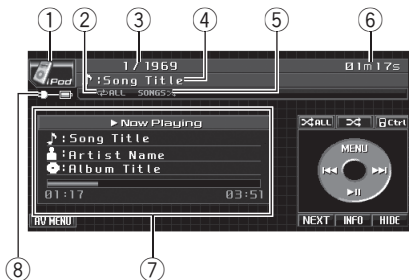 ① ② ③ ④ ⑤ ⑥
iPod 1/1969 01m17s
♪:Song Title
ALL SONGS
▶Now Playing
♪:Song Title
:Artist Name
:Album Title
01:17 03:51
ALL Ctrl
MENU
AV MENU NEXT INFO HIDE
⑧ ⑦